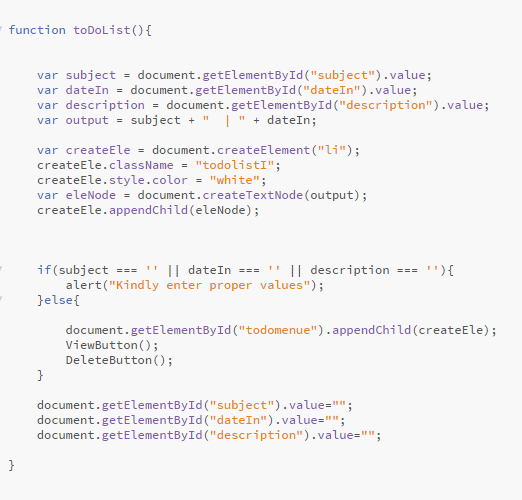 function toDoList(){
var subject = document.getElementById("subject").value;
var dateIn = document.getElementById("dateIn").value;
var description = document.getElementById("description").value;
var output = subject + "  | " + dateIn;
var createEle = document.createElement("li");
createEle.className = "todolistI";
createEle.style.color = "white";
var eleNode = document.createTextNode(output);
createEle.appendChild(eleNode);
if(subject === '' || dateIn === '' || description === ''){
alert("Kindly enter proper values");
}else{
document.getElementById("todomenue").appendChild(createEle);
ViewButton();
DeleteButton();
}
document.getElementById("subject").value="";
document.getElementById("dateIn").value="";
document.getElementById("description").value="";
}